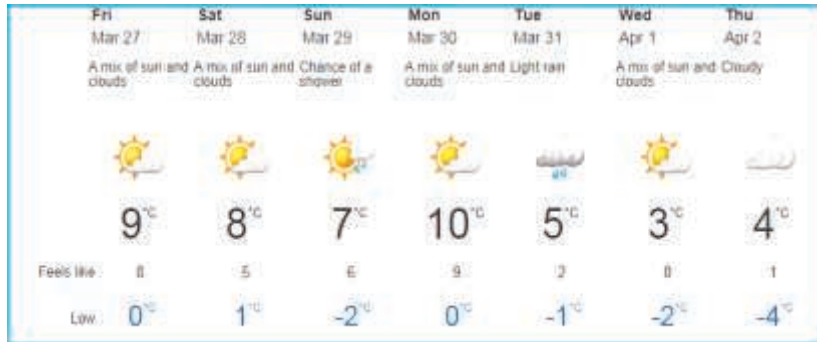 Fri Sat Sun Mon Tue Wed Thu
Mar 27 Mar 28 Mar 29 Mar 30 Mar 31 Apr 1 Apr 2
A mix of sun and A mix of sun and Chance of a A mix of sun and Light rain A mix of sun and Cloudy
clouds clouds shower clouds clouds
9°C 8°C 7°C 10°C 5°C 3°C 4°C
Feels like 5 6 9 2 0 1
Low 0°C 1°C -2°C 0°C -1°C -2°C -4°C